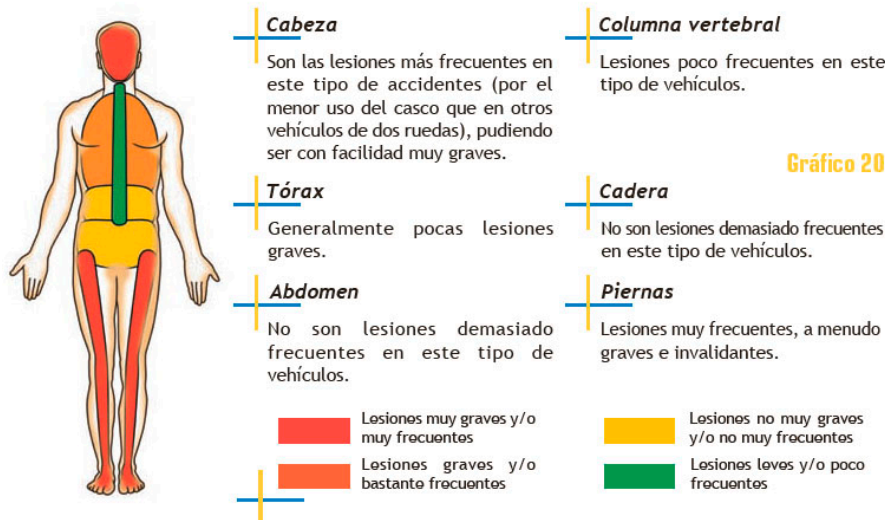 Cabeza
Son las lesiones más frecuentes en
este tipo de accidentes (por el
menor uso del casco que en otros
vehículos de dos ruedas), pudiendo
ser con facilidad muy graves.
Columna vertebral
Lesiones poco frecuentes en este
tipo de vehículos.
Gráfico 20
Tórax
Generalmente pocas lesiones
graves.
Cadera
No son lesiones demasiado frecuentes
en este tipo de vehículos.
Abdomen
No son lesiones demasiado
frecuentes en este tipo de
vehículos.
Piernas
Lesiones muy frecuentes, a menudo
graves e invalidantes.
Lesiones muy graves y/o
muy frecuentes
Lesiones graves y/o
bastante frecuentes
Lesiones no muy graves
y/o no muy frecuentes
Lesiones leves y/o poco
frecuentes